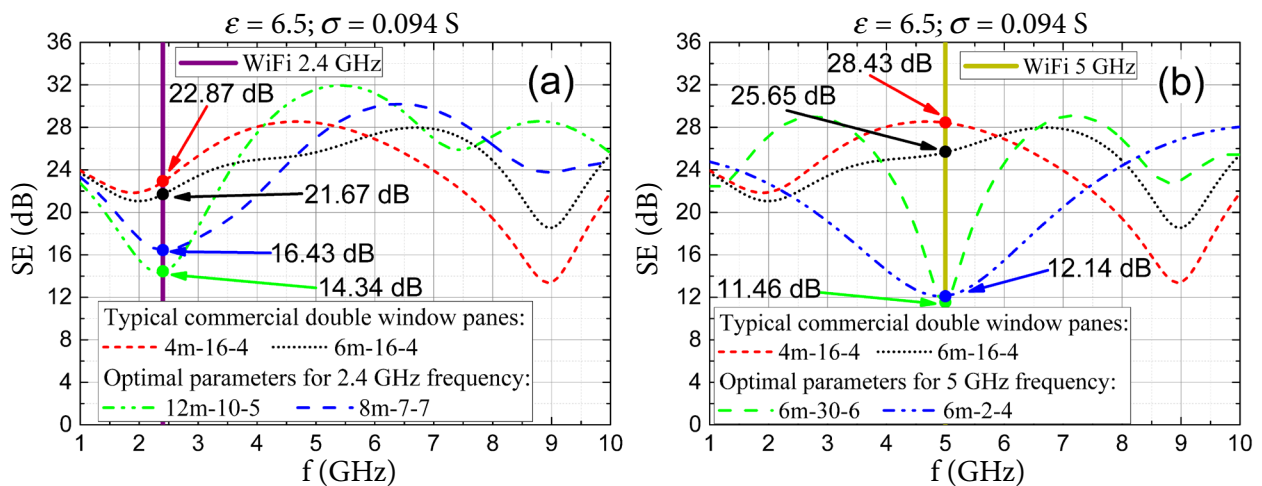 ε = 6.5; σ = 0.094 S
36
32
28
24
20
16
12
8
4
0
SE (dB)
WiFi 2.4 GHz
(a)
22.87 dB
21.67 dB
16.43 dB
14.34 dB
Typical commercial double window panes:
4m-16-4 6m-16-4
Optimal parameters for 2.4 GHz frequency:
12m-10-5 8m-7-7
1 2 3 4 5 6 7 8 9 10
f (GHz)
ε = 6.5; σ = 0.094 S
36
32
28
24
20
16
12
8
4
0
SE (dB)
WiFi 5 GHz
(b)
28.43 dB
25.65 dB
12.14 dB
11.46 dB
Typical commercial double window panes:
4m-16-4 6m-16-4
Optimal parameters for 5 GHz frequency:
6m-30-6 6m-2-4
1 2 3 4 5 6 7 8 9 10
f (GHz)